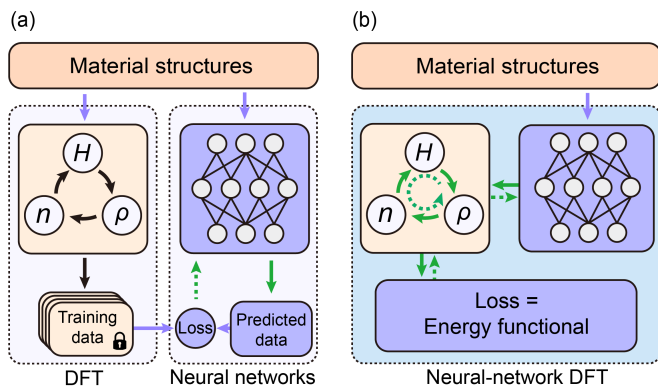 (a)
Material structures
H
n
ρ
Training
data
Loss
Predicted
data
DFT
Neural networks
(b)
Material structures
H
n
ρ
Loss =
Energy functional
Neural-network DFT